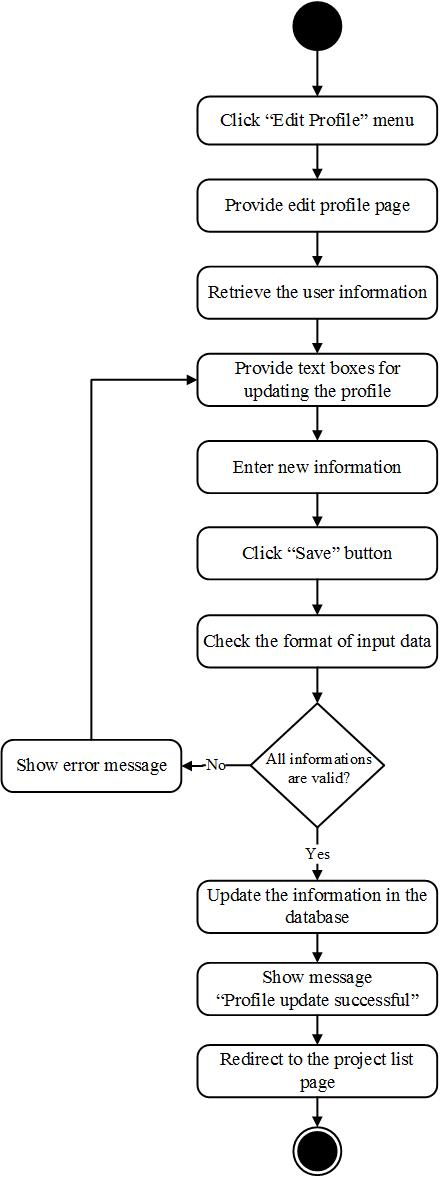 Click “Edit Profile” menu
Provide edit profile page
Retrieve the user information
Provide text boxes for
updating the profile
Enter new information
Click “Save” button
Check the format of input data
All informations
are valid?
No
Show error message
Yes
Update the information in the
database
Show message
“Profile update successful”
Redirect to the project list
page